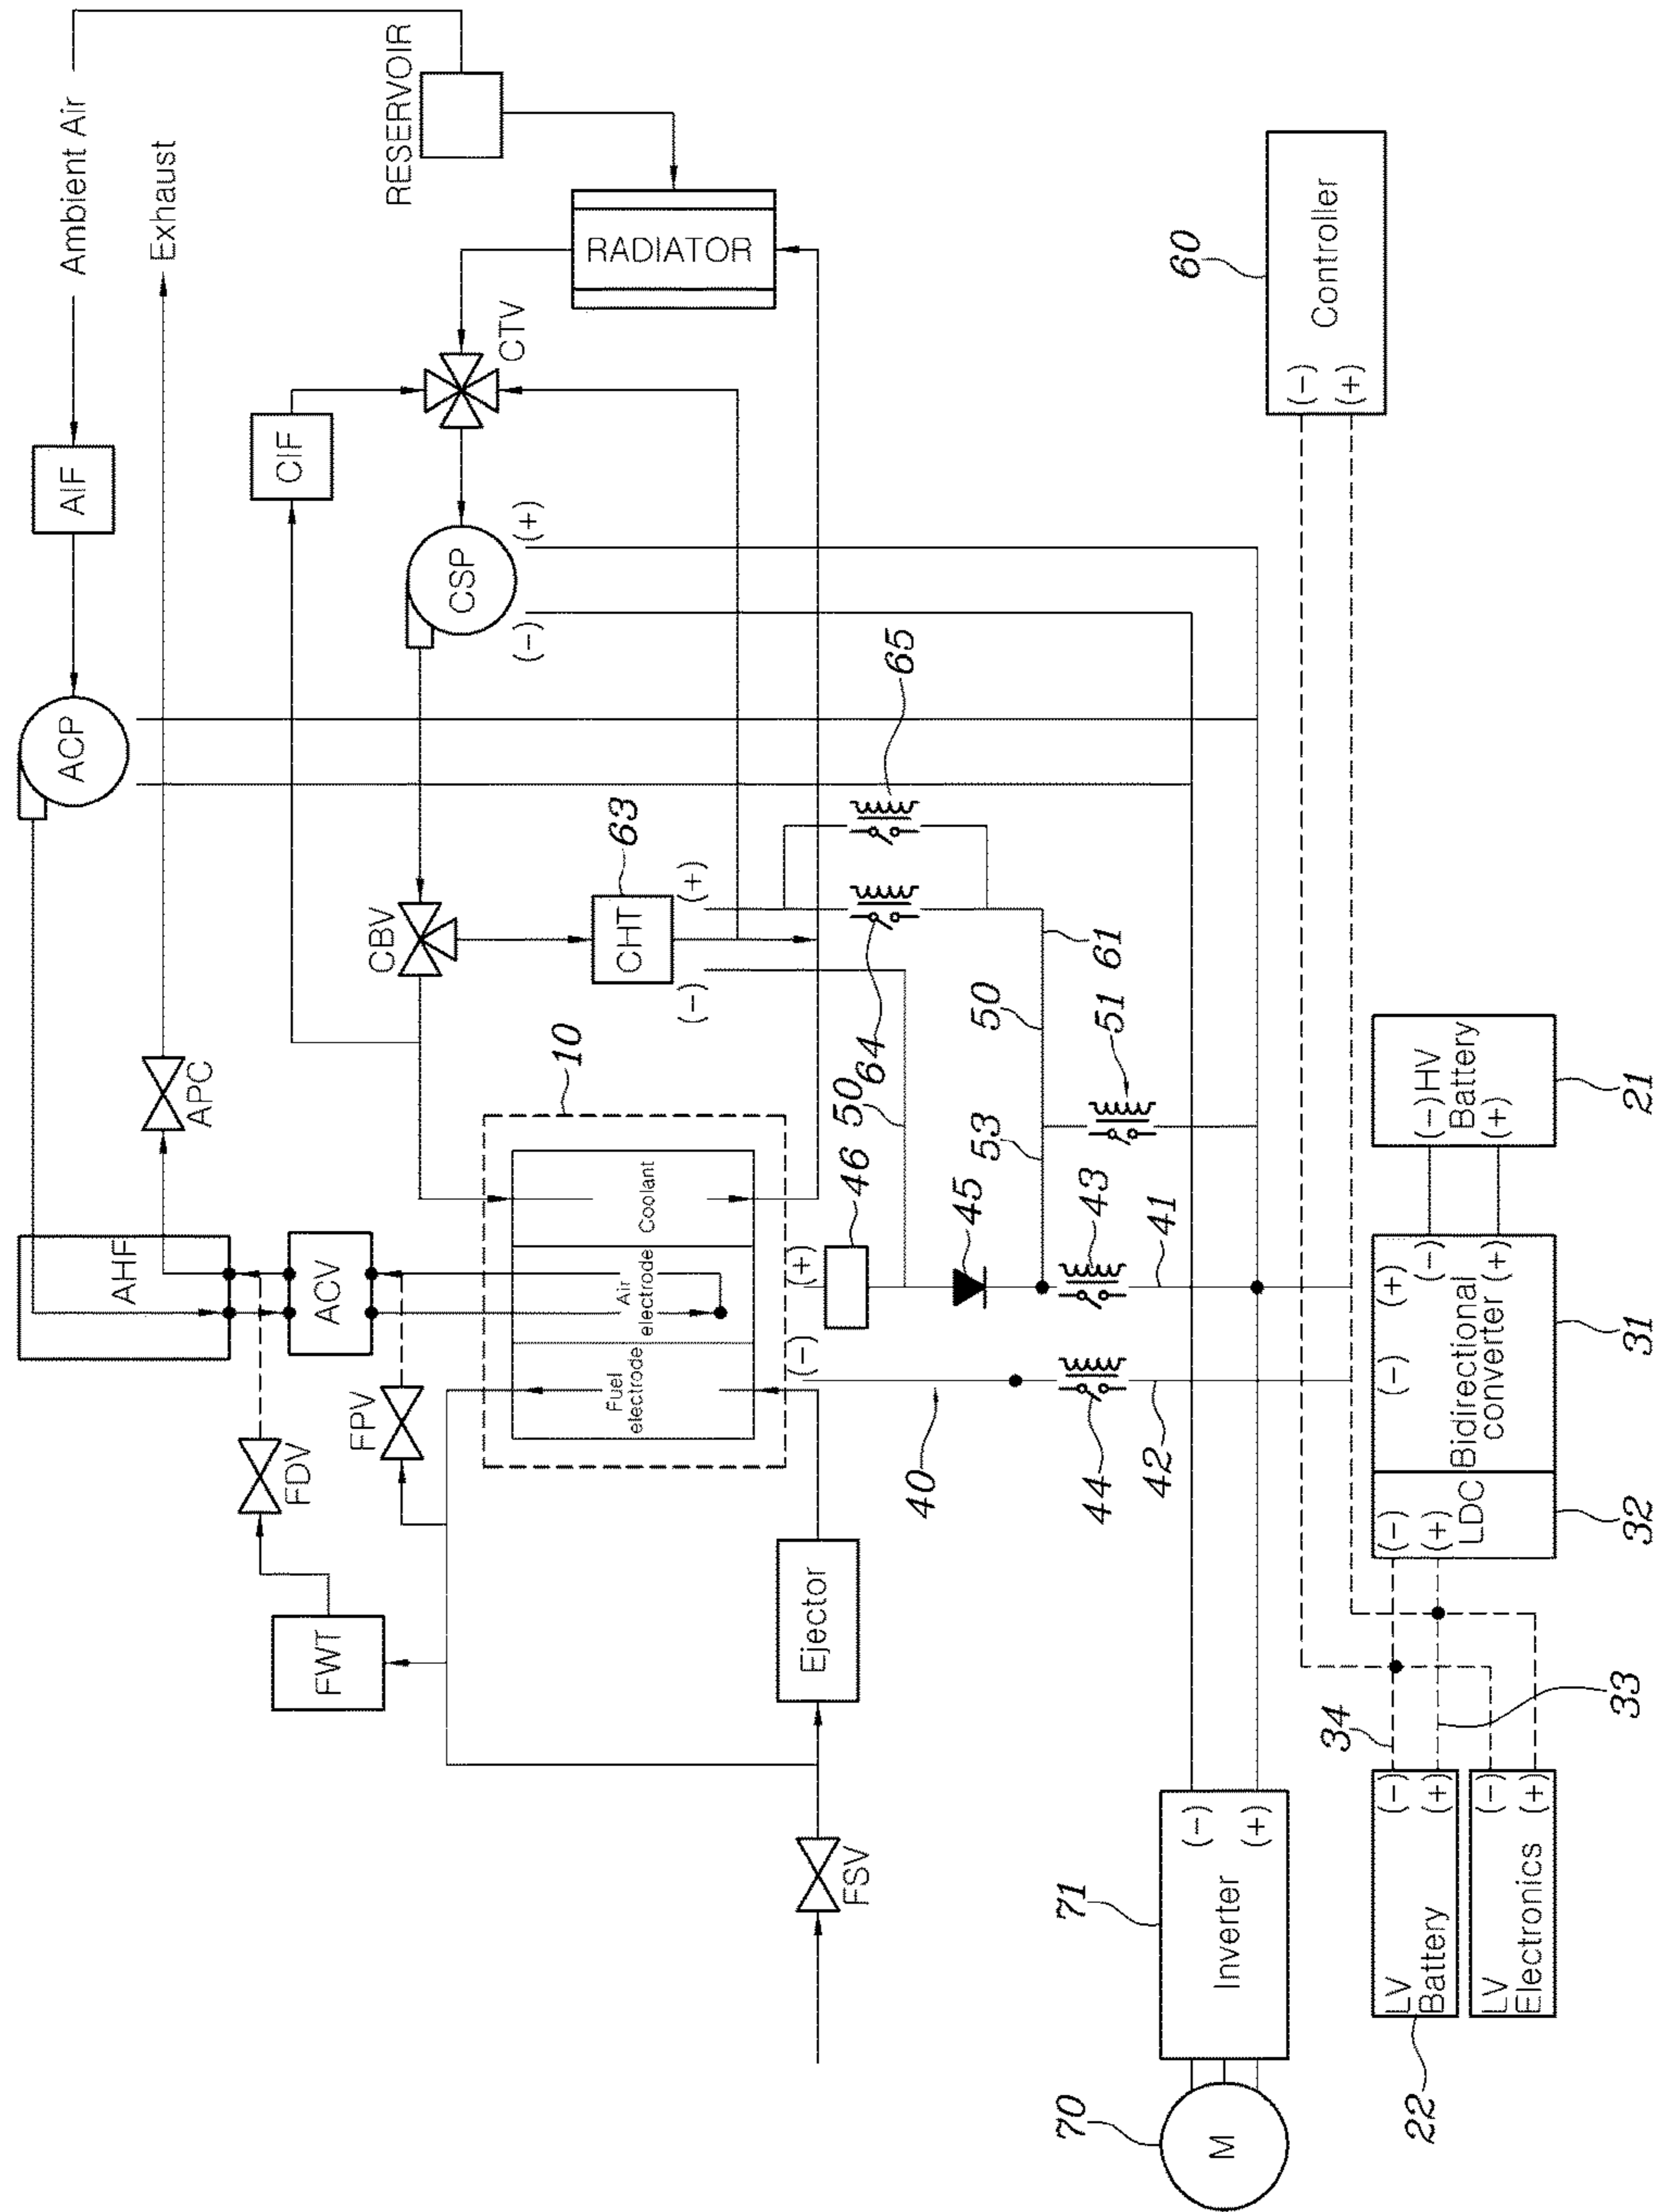 ACP
AIF
Ambient Air
AHF
APC
Exhaust
FWT
FDV
ACV
CIF
FPV
CBV
RESERVOIR
CSP
CTV
(-)
(+)
10
Fuel
electrode
Air
electrode
Coolant
CHT
63
RADIATOR
(-)
(+)
Ejector
FSV
(-)
(+)
46
50
64
65
40
45
53
50
61
44
43
51
42
41
70
71
M
Inverter
(-)
(+)
60
Controller
(-)
(+)
34
22
LV
Battery
(-)
(+)
LV
Electronics
(-)
(+)
33
(-)
(+)
LDC
32
(-)
(+)
Bidirectional
converter
(-)
(+)
31
(-)HV
Battery
(+)
21